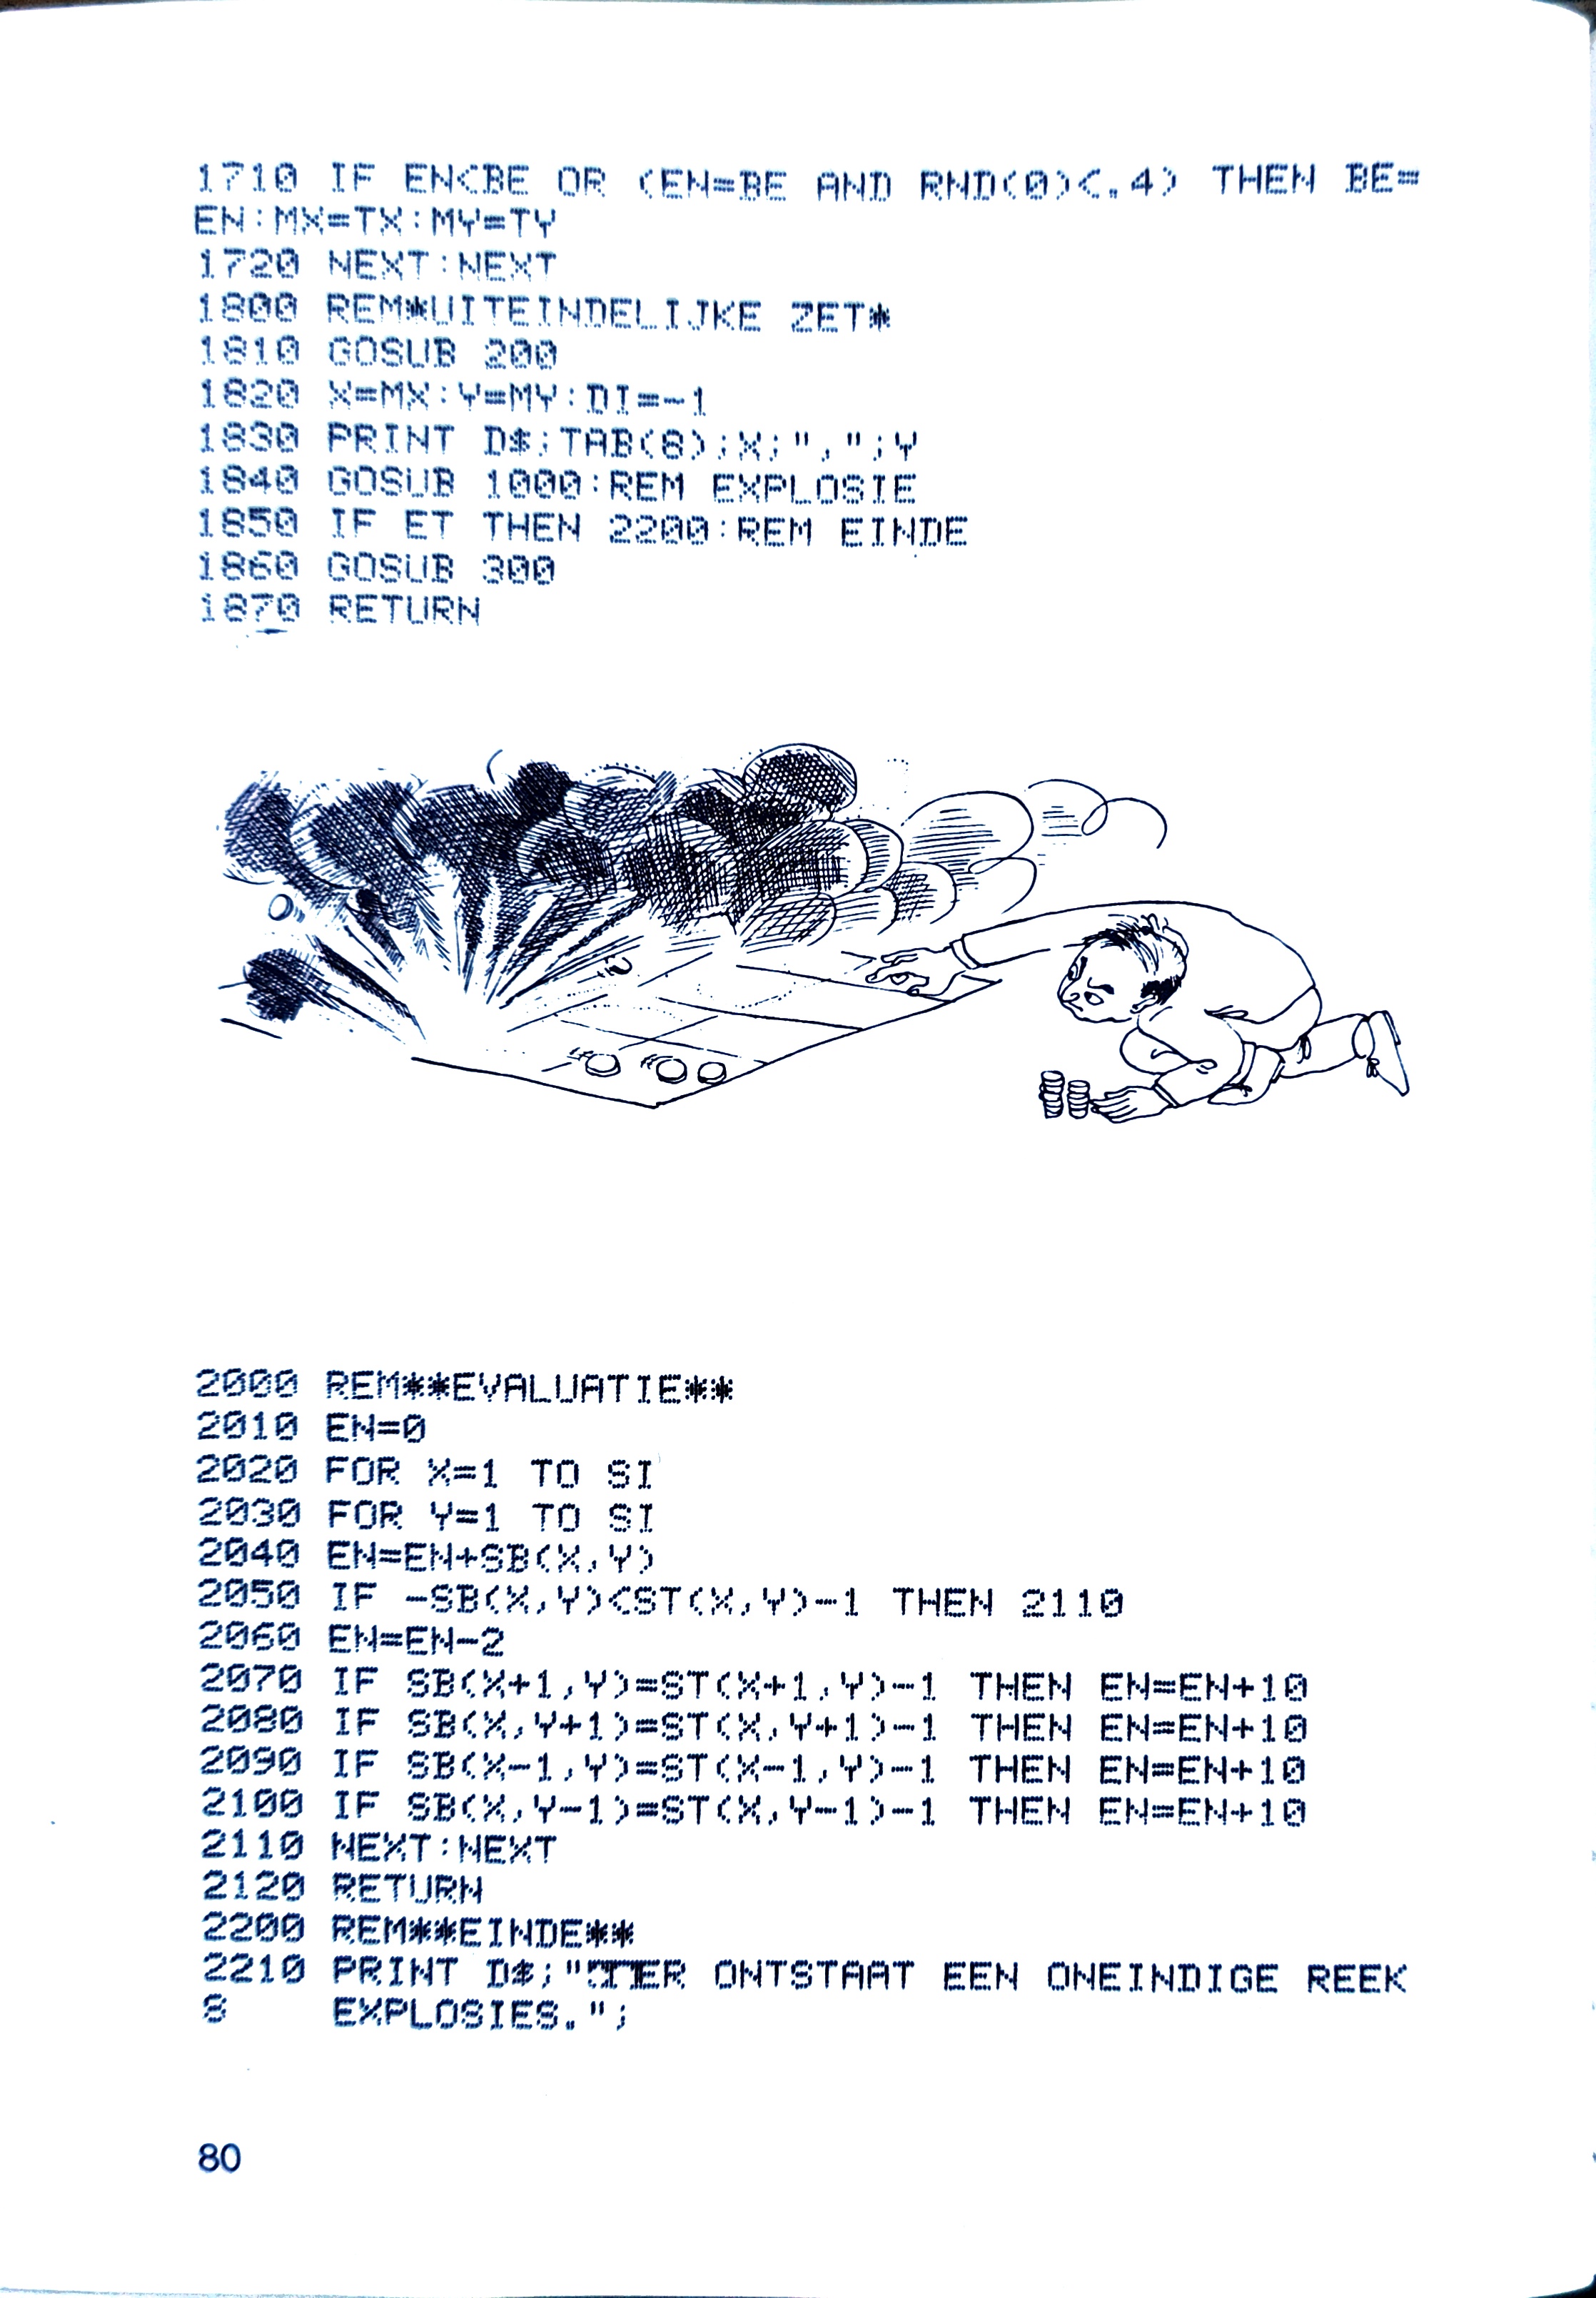 1710 IF EN<BE OR (EN=BE AND RND(0)<.4) THEN BE=
EN:MX=TX:MY=TY
1720 NEXT:NEXT
1800 REM*UITEINDELIJKE ZET*
1810 GOSUB 200
1820 X=MX:Y=MY:DI=-1
1830 PRINT D$;TAB(8);X;",";Y
1840 GOSUB 1000:REM EXPLOSIE
1850 IF ET THEN 2200:REM EINDE
1860 GOSUB 300
1870 RETURN
2000 REM**EVALUATIE**
2010 EN=0
2020 FOR X=1 TO SI
2030 FOR Y=1 TO SI
2040 EN=EN+SB(X,Y)
2050 IF -SB(X,Y)<ST(X,Y)-1 THEN 2110
2060 EN=EN-2
2070 IF SB(X+1,Y)=ST(X+1,Y)-1 THEN EN=EN+10
2080 IF SB(X,Y+1)=ST(X,Y+1)-1 THEN EN=EN+10
2090 IF SB(X-1,Y)=ST(X-1,Y)-1 THEN EN=EN+10
2100 IF SB(X,Y-1)=ST(X,Y-1)-1 THEN EN=EN+10
2110 NEXT:NEXT
2120 RETURN
2200 REM**EINDE**
2210 PRINT D$;"ER ONTSTAAT EEN ONEINDIGE REEK
S EXPLOSIES.";
80